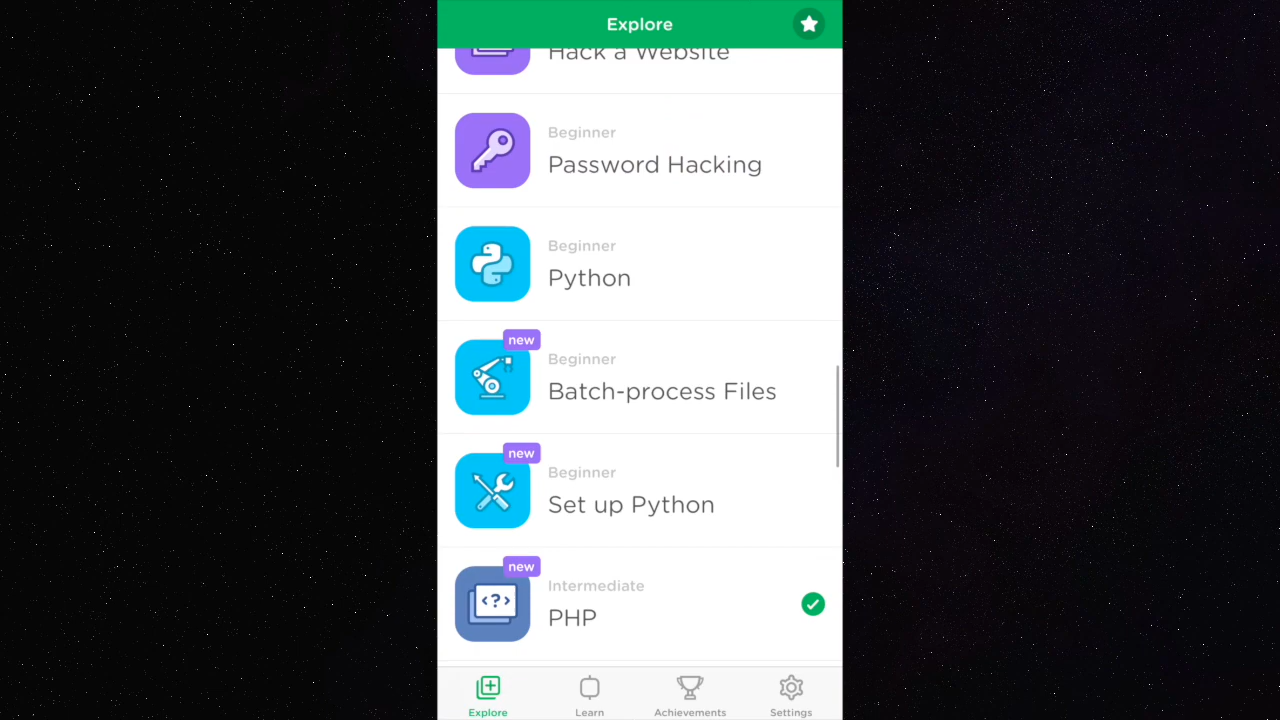 Explore
Hack a Website
Beginner
Password Hacking
Beginner
Python
new
Beginner
Batch-process Files
new
Beginner
Set up Python
new
Intermediate
<?>
PHP
Explore
Learn
Achievements
Settings